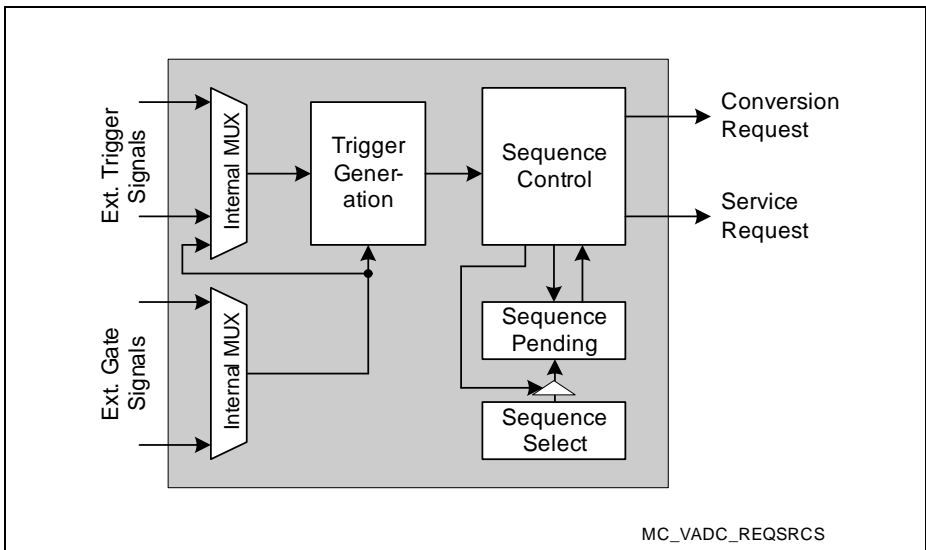 Ext. Trigger
Signals
Internal MUX
Trigger
Gener-
ation
Sequence
Control
Conversion
Request
Service
Request
Ext. Gate
Signals
Internal MUX
Sequence
Pending
Sequence
Select
MC_VADC_REQSRCS